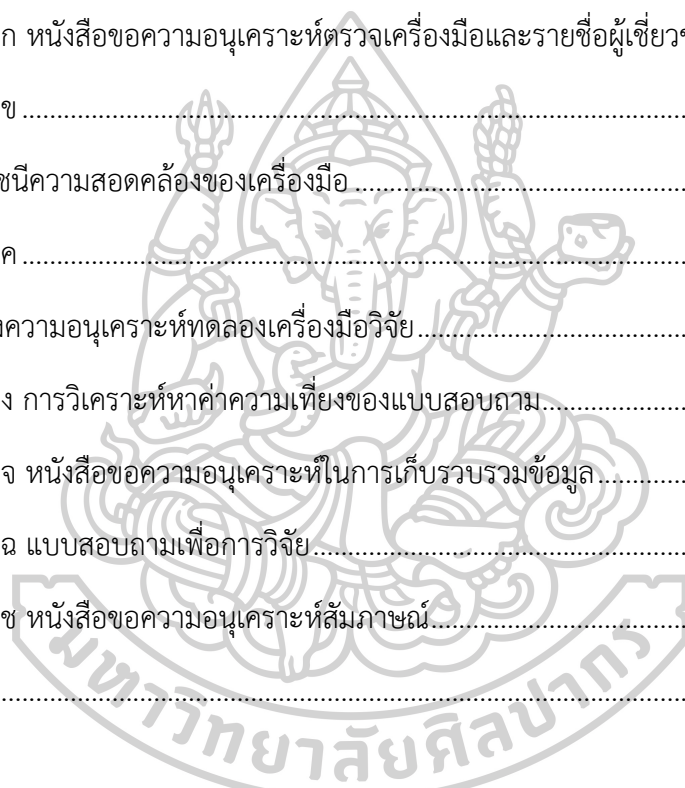 ก หนังสือขอความอนุเคราะห์ตรวจเครื่องมือและรายชื่อผู้เชี่ยวช
ข ........................................................................
ชนีความสอดคล้องของเครื่องมือ ....................................
ค ........................................................................
งความอนุเคราะห์ทดลองเครื่องมือวิจัย .............................
ง การวิเคราะห์หาค่าความเที่ยงของแบบสอบถาม ................
จ หนังสือขอความอนุเคราะห์ในการเก็บรวบรวมข้อมูล ............
ฉ แบบสอบถามเพื่อการวิจัย ..........................................
ช หนังสือขอความอนุเคราะห์สัมภาษณ์ .............................
........................................................................
มหาวิทยาลัยศิลปากร